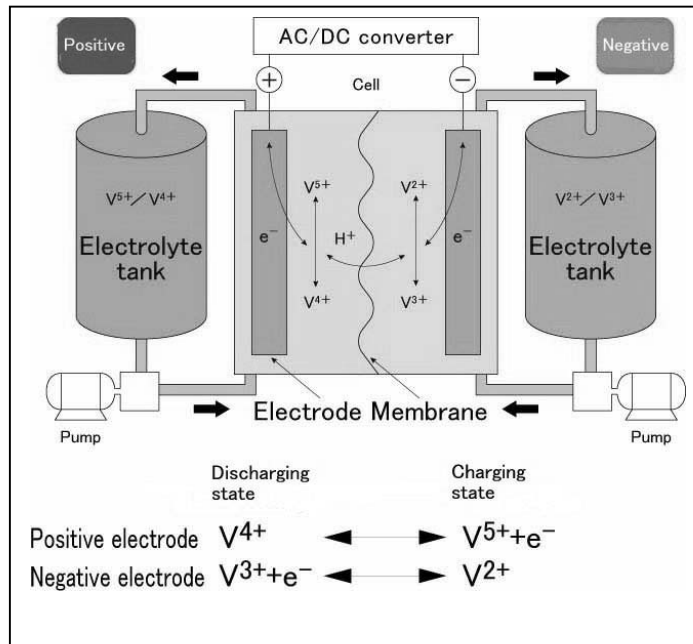 Positive
AC/DC converter
Negative
+
−
Cell
V⁵⁺/V⁴⁺
Electrolyte
tank
e⁻
V⁵⁺
V⁴⁺
H⁺
V²⁺
V³⁺
e⁻
V²⁺/V³⁺
Electrolyte
tank
Pump
Electrode Membrane
Pump
Discharging
state
Charging
state
Positive electrode V⁴⁺ V⁵⁺+e⁻
Negative electrode V³⁺+e⁻ V²⁺